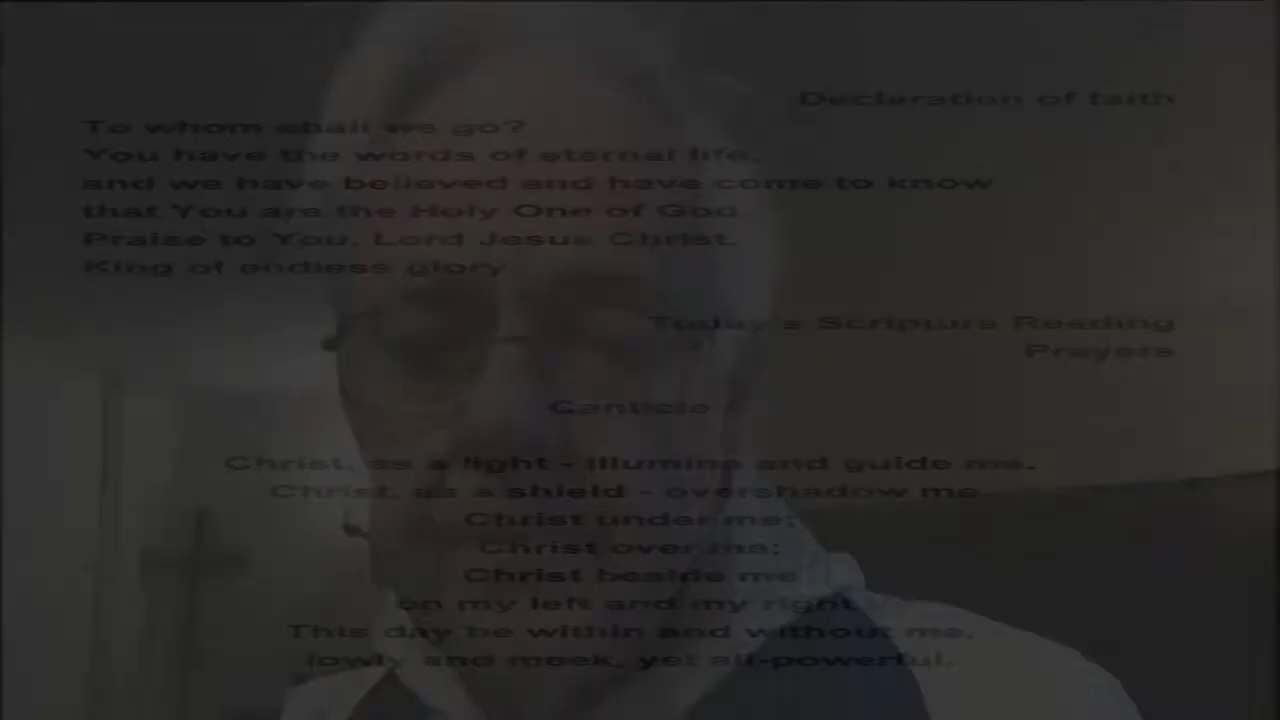 Declaration of faith
To whom shall we go?
You have the words of eternal life,
and we have believed and have come to know
that You are the Holy One of God.
Praise to You, Lord Jesus Christ,
King of endless glory
Today's Scripture Reading
Prayers
Canticle
Christ, as a light - illumine and guide me.
Christ, as a shield - overshadow me
Christ under me;
Christ over me;
Christ beside me
on my left and my right.
This day be within and without me,
lowly and meek, yet all-powerful.